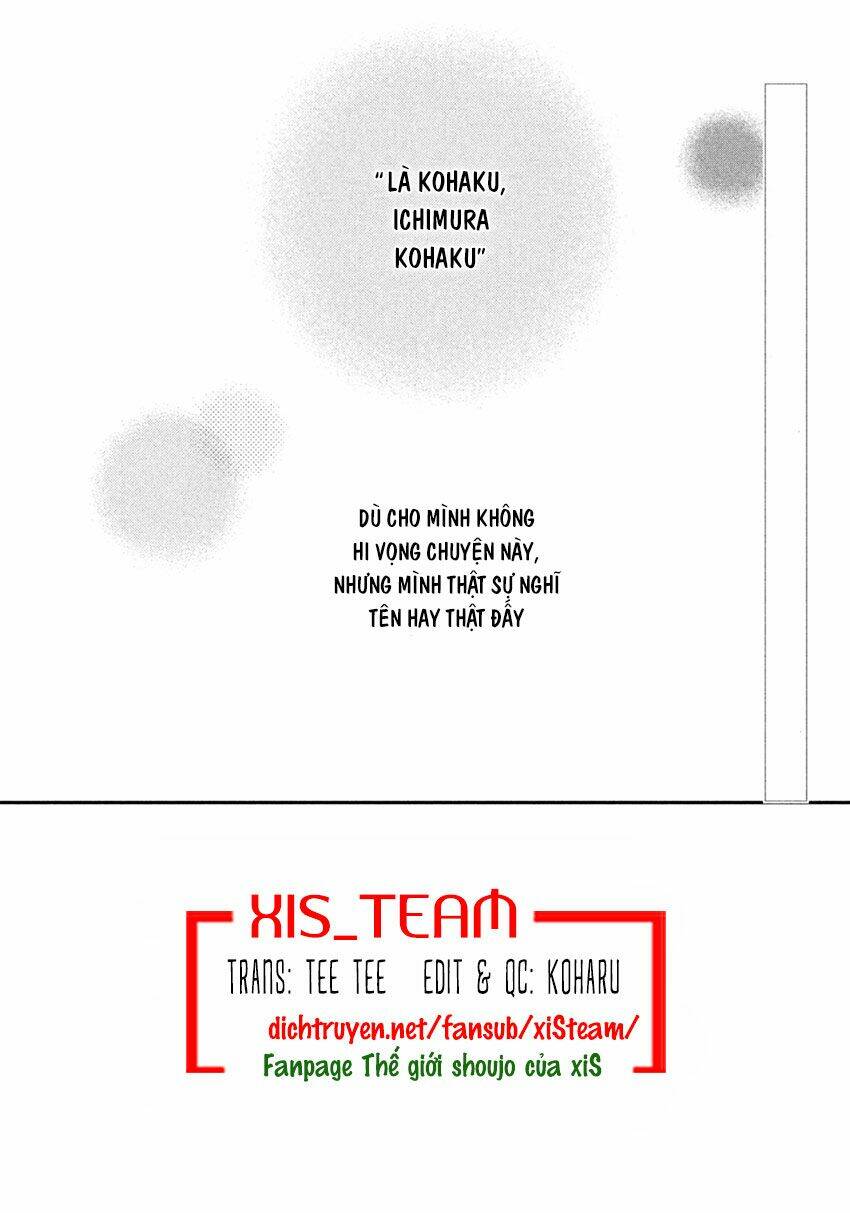 “LÀ KOHAKU,
ICHIMURA
KOHAKU”
DÙ CHO MÌNH KHÔNG
HI VỌNG CHUYỆN NÀY,
NHƯNG MÌNH THẬT SỰ NGHĨ
TÊN HAY THẬT ĐẤY
XIS_TEAM
TRANS: TEE TEE EDIT & QC: KOHARU
dichtruyen.net/fansub/xiSteam/
Fanpage Thế giới shoujo của xiS